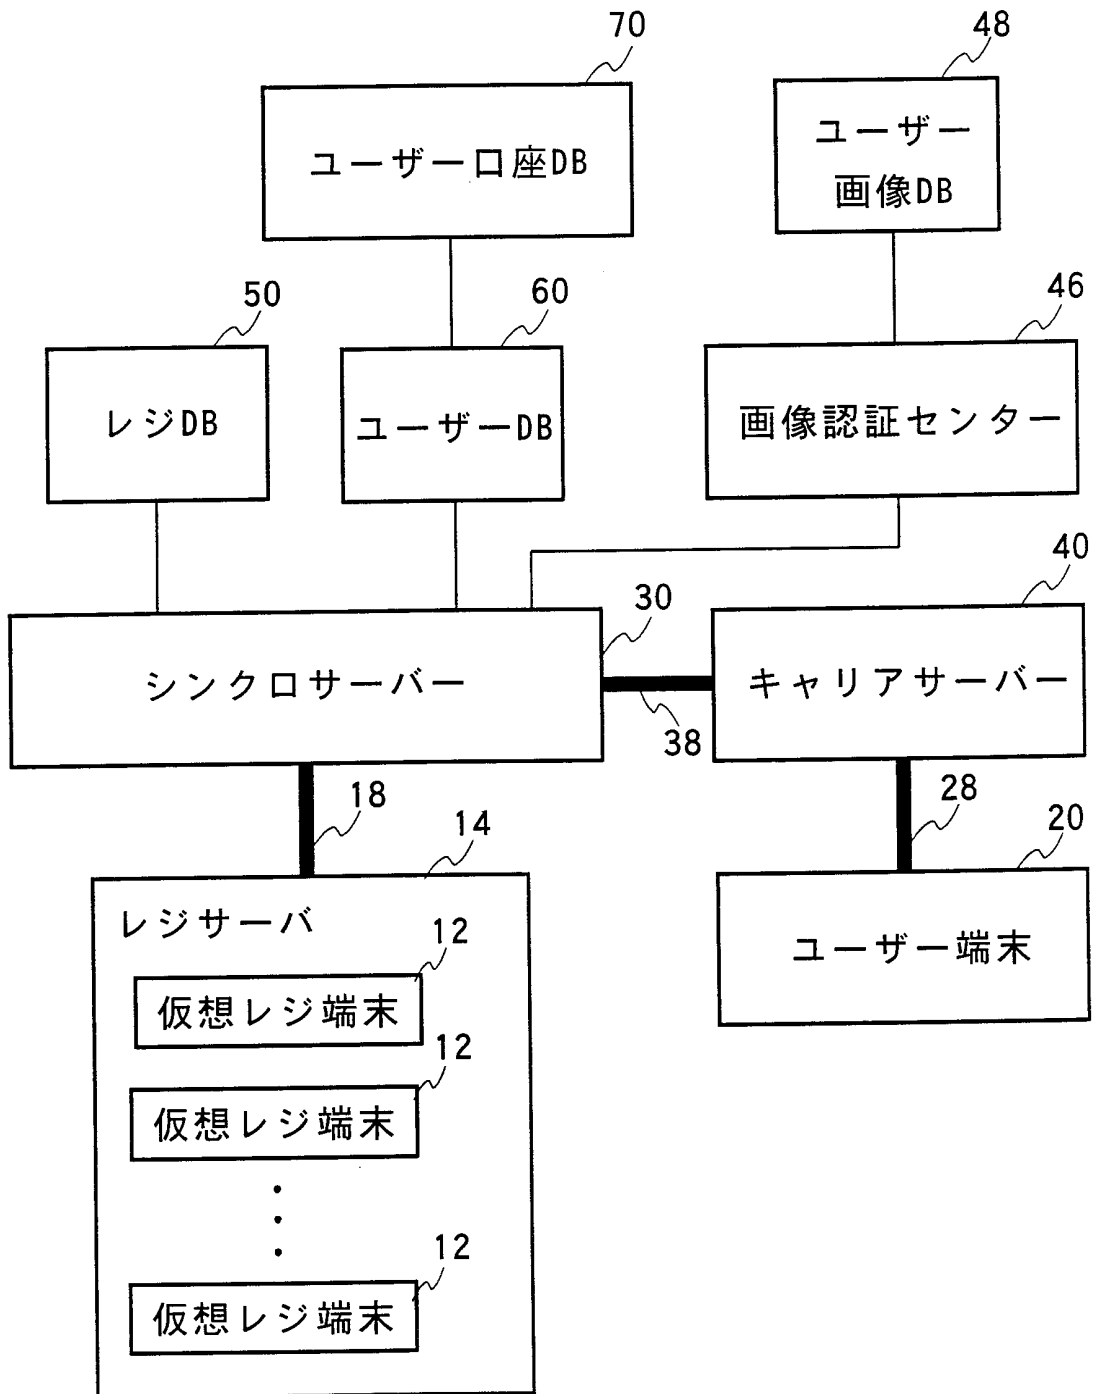 70
48
ユーザー口座DB
ユーザー
画像DB
50
60
46
レジDB
ユーザーDB
画像認証センター
40
30
シンクロサーバー
キャリアサーバー
38
18
28
14
20
レジサーバ
ユーザー端末
12
仮想レジ端末
12
仮想レジ端末
12
仮想レジ端末